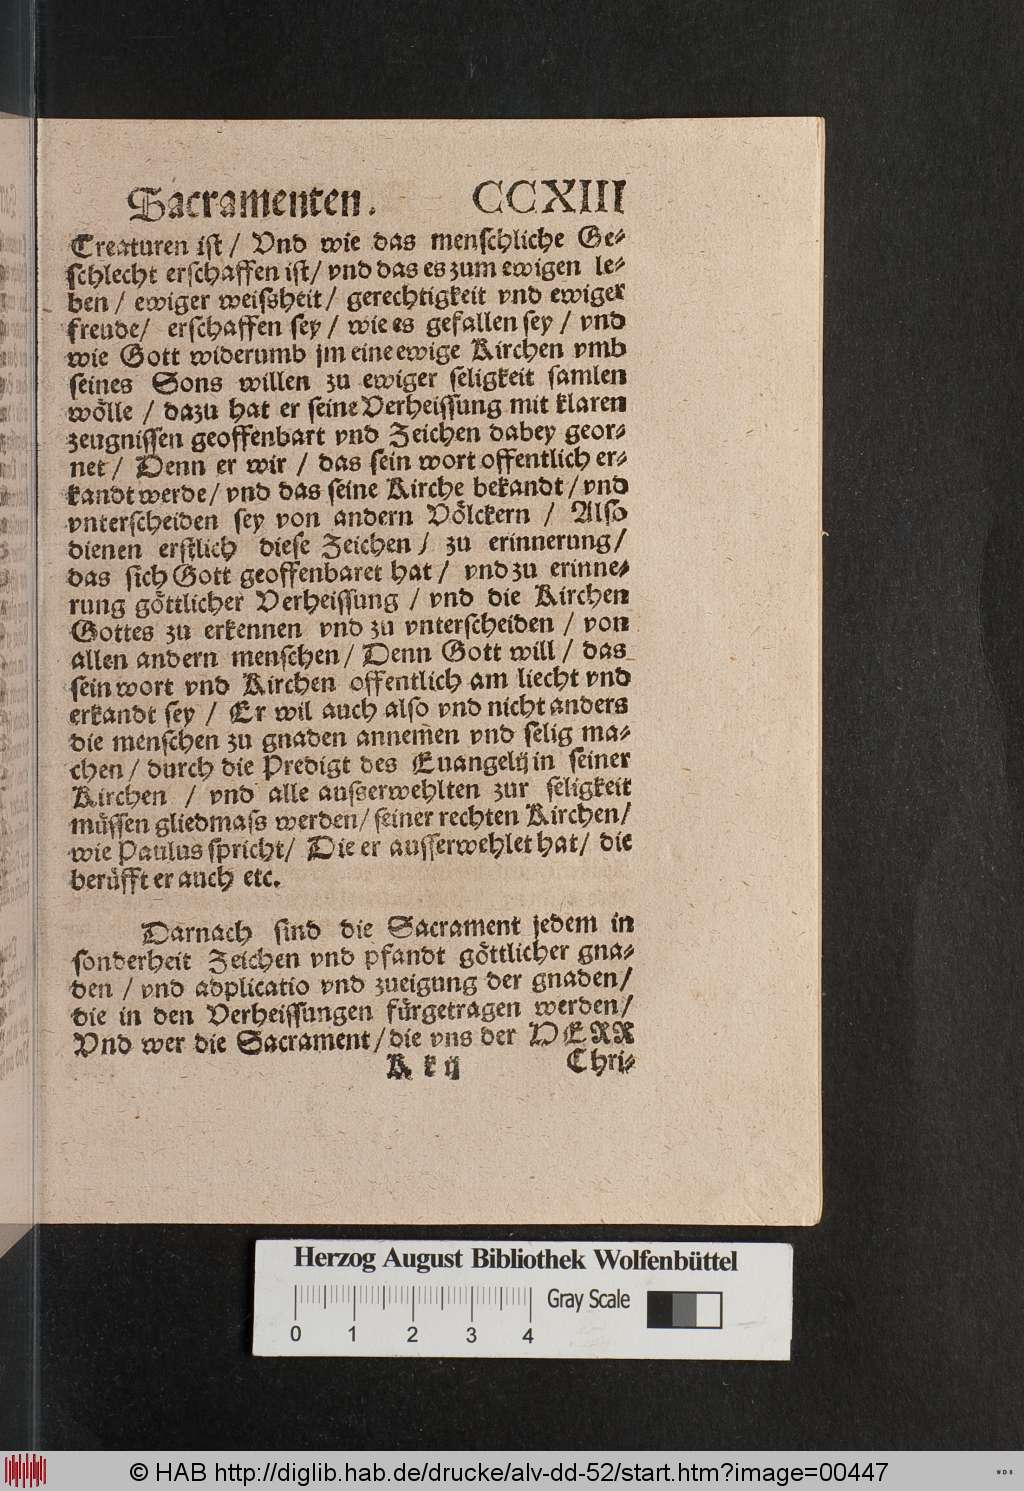 Sacramenten. CCXIII
Creaturen ist / Vnd wie das menschliche Ge-
schlecht erschaffen ist / vnd das es zum ewigen le-
ben / ewiger weissheit / gerechtigkeit vnd ewiger
freude / erschaffen sey / wie es gefallen sey / vnd
wie Gott widerumb jm eine ewige Kirchen vmb
seines Sons willen zu ewiger seligkeit samlen
wölle / dazu hat er seine Verheissung mit klaren
zeugnissen geoffenbart vnd Zeichen dabey geor-
net / Denn er wir / das sein wort offentlich er-
kandt werde / vnd das seine Kirche bekandt / vnd
vnterscheiden sey von andern Völckern / Also
dienen erstlich diese Zeichen / zu erinnerung /
das sich Gott geoffenbaret hat / vnd zu erinne-
rung göttlicher Verheissung / vnd die Kirchen
Gottes zu erkennen vnd zu vnterscheiden / von
allen andern menschen / Denn Gott will / das
sein wort vnd Kirchen offentlich am liecht vnd
erkandt sey / Er wil auch also vnd nicht anders
die menschen zu gnaden annem̃en vnd selig ma-
chen / durch die Predigt des Euangelij in seiner
Kirchen / vnd alle ausserwehlten zur seligkeit
müssen gliedmass werden / seiner rechten Kirchen /
wie Paulus spricht / Die er ausserwehlet hat / die
berüfft er auch etc.
Darnach sind die Sacrament jedem in
sonderheit Zeichen vnd pfandt göttlicher gna-
den / vnd adplicatio vnd zueigung der gnaden /
die in den Verheissungen fürgetragen werden /
Vnd wer die Sacrament / die vns der HERR
K k ij Chri-
Herzog August Bibliothek Wolfenbüttel
Gray Scale
0 1 2 3 4
© HAB http://diglib.hab.de/drucke/alv-dd-52/start.htm?image=00447